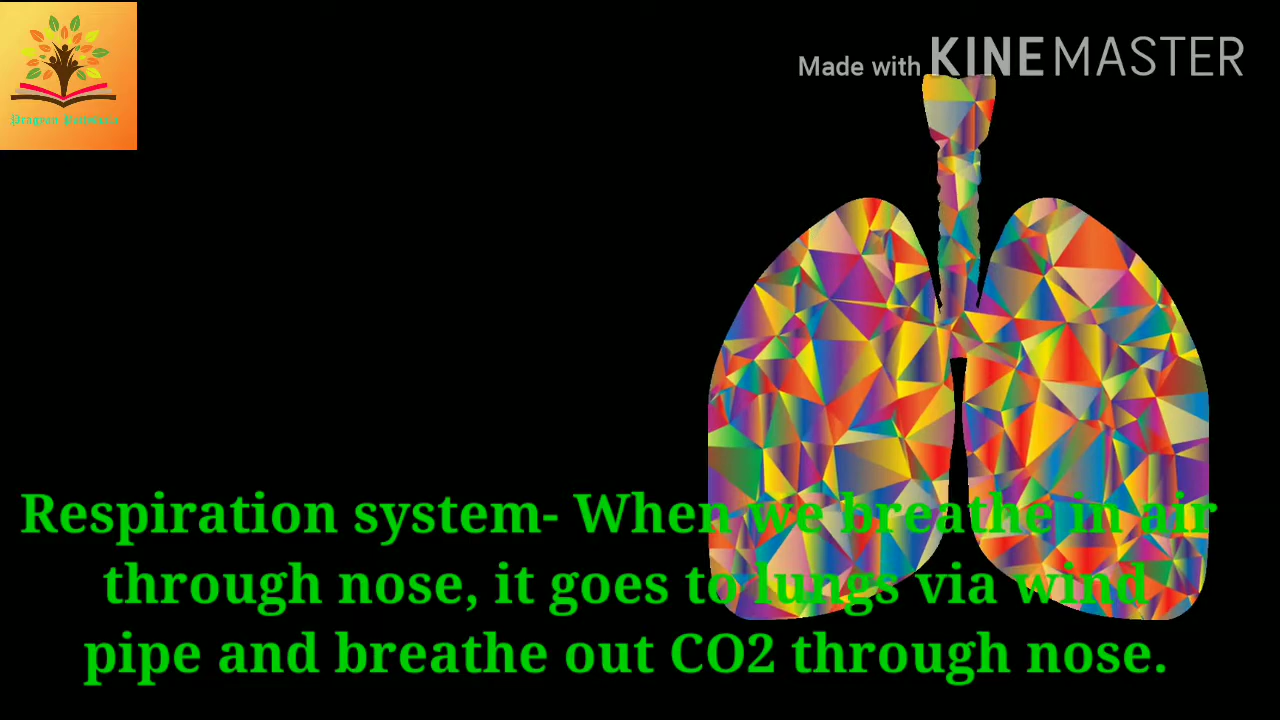 Made with KINEMASTER
Respiration system- When we breathe in air
through nose, it goes to lungs via wind
pipe and breathe out CO2 through nose.